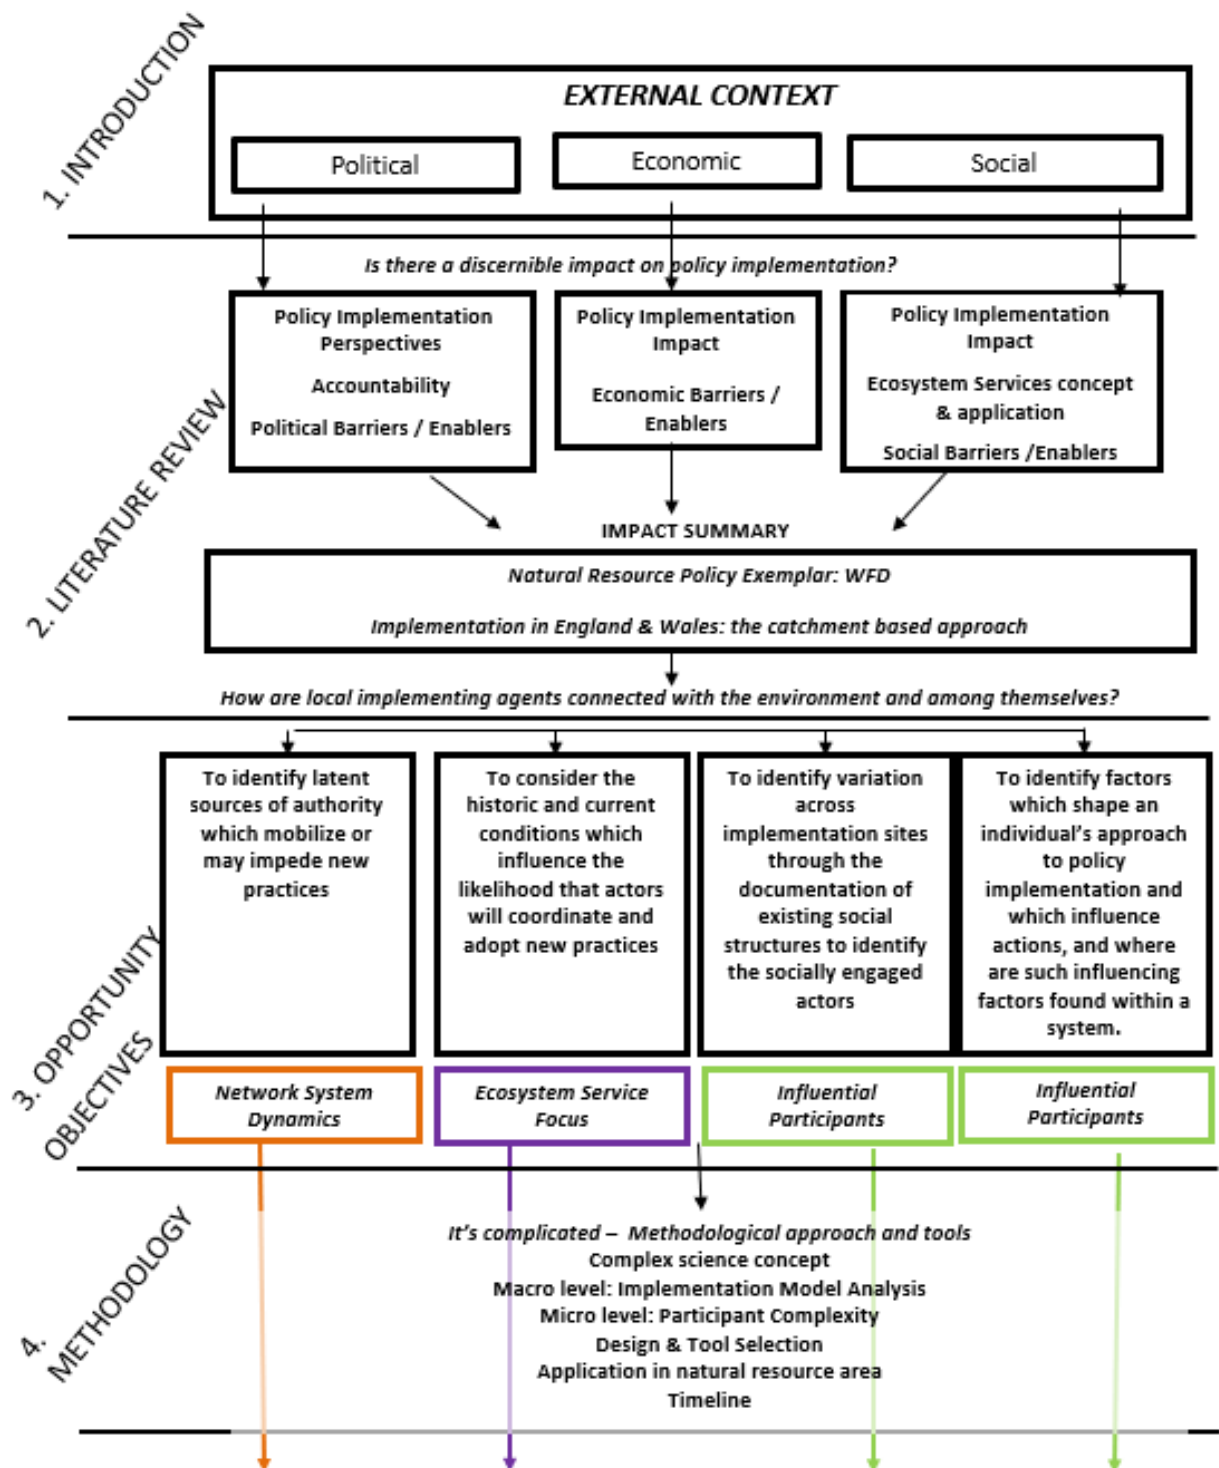 1. INTRODUCTION
EXTERNAL CONTEXT
Political
Economic
Social
Is there a discernible impact on policy implementation?
2. LITERATURE REVIEW
Policy Implementation
Perspectives
Accountability
Political Barriers / Enablers
Policy Implementation
Impact
Economic Barriers /
Enablers
Policy Implementation
Impact
Ecosystem Services concept
& application
Social Barriers /Enablers
IMPACT SUMMARY
Natural Resource Policy Exemplar: WFD
Implementation in England & Wales: the catchment based approach
How are local implementing agents connected with the environment and among themselves?
3. OPPORTUNITY
OBJECTIVES
To identify latent
sources of authority
which mobilize or
may impede new
practices
To consider the
historic and current
conditions which
influence the
likelihood that actors
will coordinate and
adopt new practices
To identify variation
across
implementation sites
through the
documentation of
existing social
structures to identify
the socially engaged
actors
To identify factors
which shape an
individual's approach
to policy
implementation and
which influence
actions, and where
are such influencing
factors found within a
system.
Network System
Dynamics
Ecosystem Service
Focus
Influential
Participants
Influential
Participants
4.
METHODOLOGY
It's complicated – Methodological approach and tools
Complex science concept
Macro level: Implementation Model Analysis
Micro level: Participant Complexity
Design & Tool Selection
Application in natural resource area
Timeline